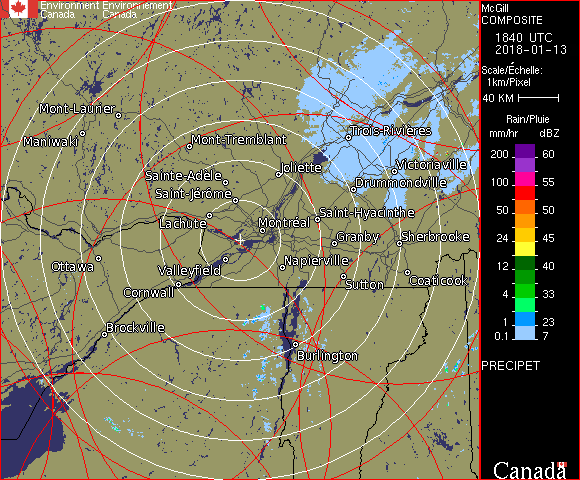 Environment Environnement
Canada Canada
McGill
COMPOSITE
1840 UTC
2018-01-13
Scale/Échelle:
1km/Pixel
40 KM
Rain/Pluie
mm/hr dBZ
200 60
100 55
50 50
24 45
12 40
4 33
1 23
0.1 7
PRECIPET
Canada
Mont-Laurier
Maniwaki
Mont-Tremblant
Trois-Rivières
Joliette
Victoriaville
Sainte-Adèle
Drummondville
Saint-Jérôme
Saint-Hyacinthe
Lachute
Montréal
Granby
Sherbrooke
Ottawa
Valleyfield
Napierville
Cornwall
Sutton
Coaticook
Brockville
Burlington